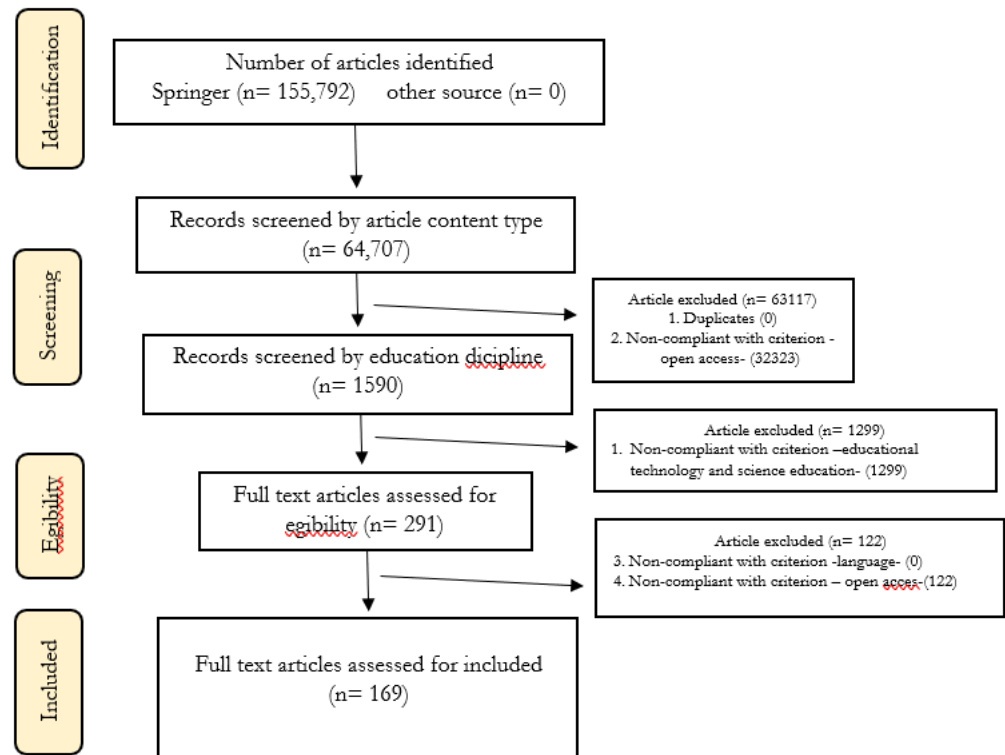 Identification
Number of articles identified
Springer (n= 155,792) other source (n= 0)
Records screened by article content type
(n= 64,707)
Screening
Article excluded (n= 63117)
1. Duplicates (0)
2. Non-compliant with criterion -
open access- (32323)
Records screened by education dicipline
(n= 1590)
Article excluded (n= 1299)
1. Non-compliant with criterion –educational
technology and science education- (1299)
Egibility
Full text articles assessed for
egibility (n= 291)
Article excluded (n= 122)
3. Non-compliant with criterion -language- (0)
4. Non-compliant with criterion – open acces-(122)
Included
Full text articles assessed for included
(n= 169)